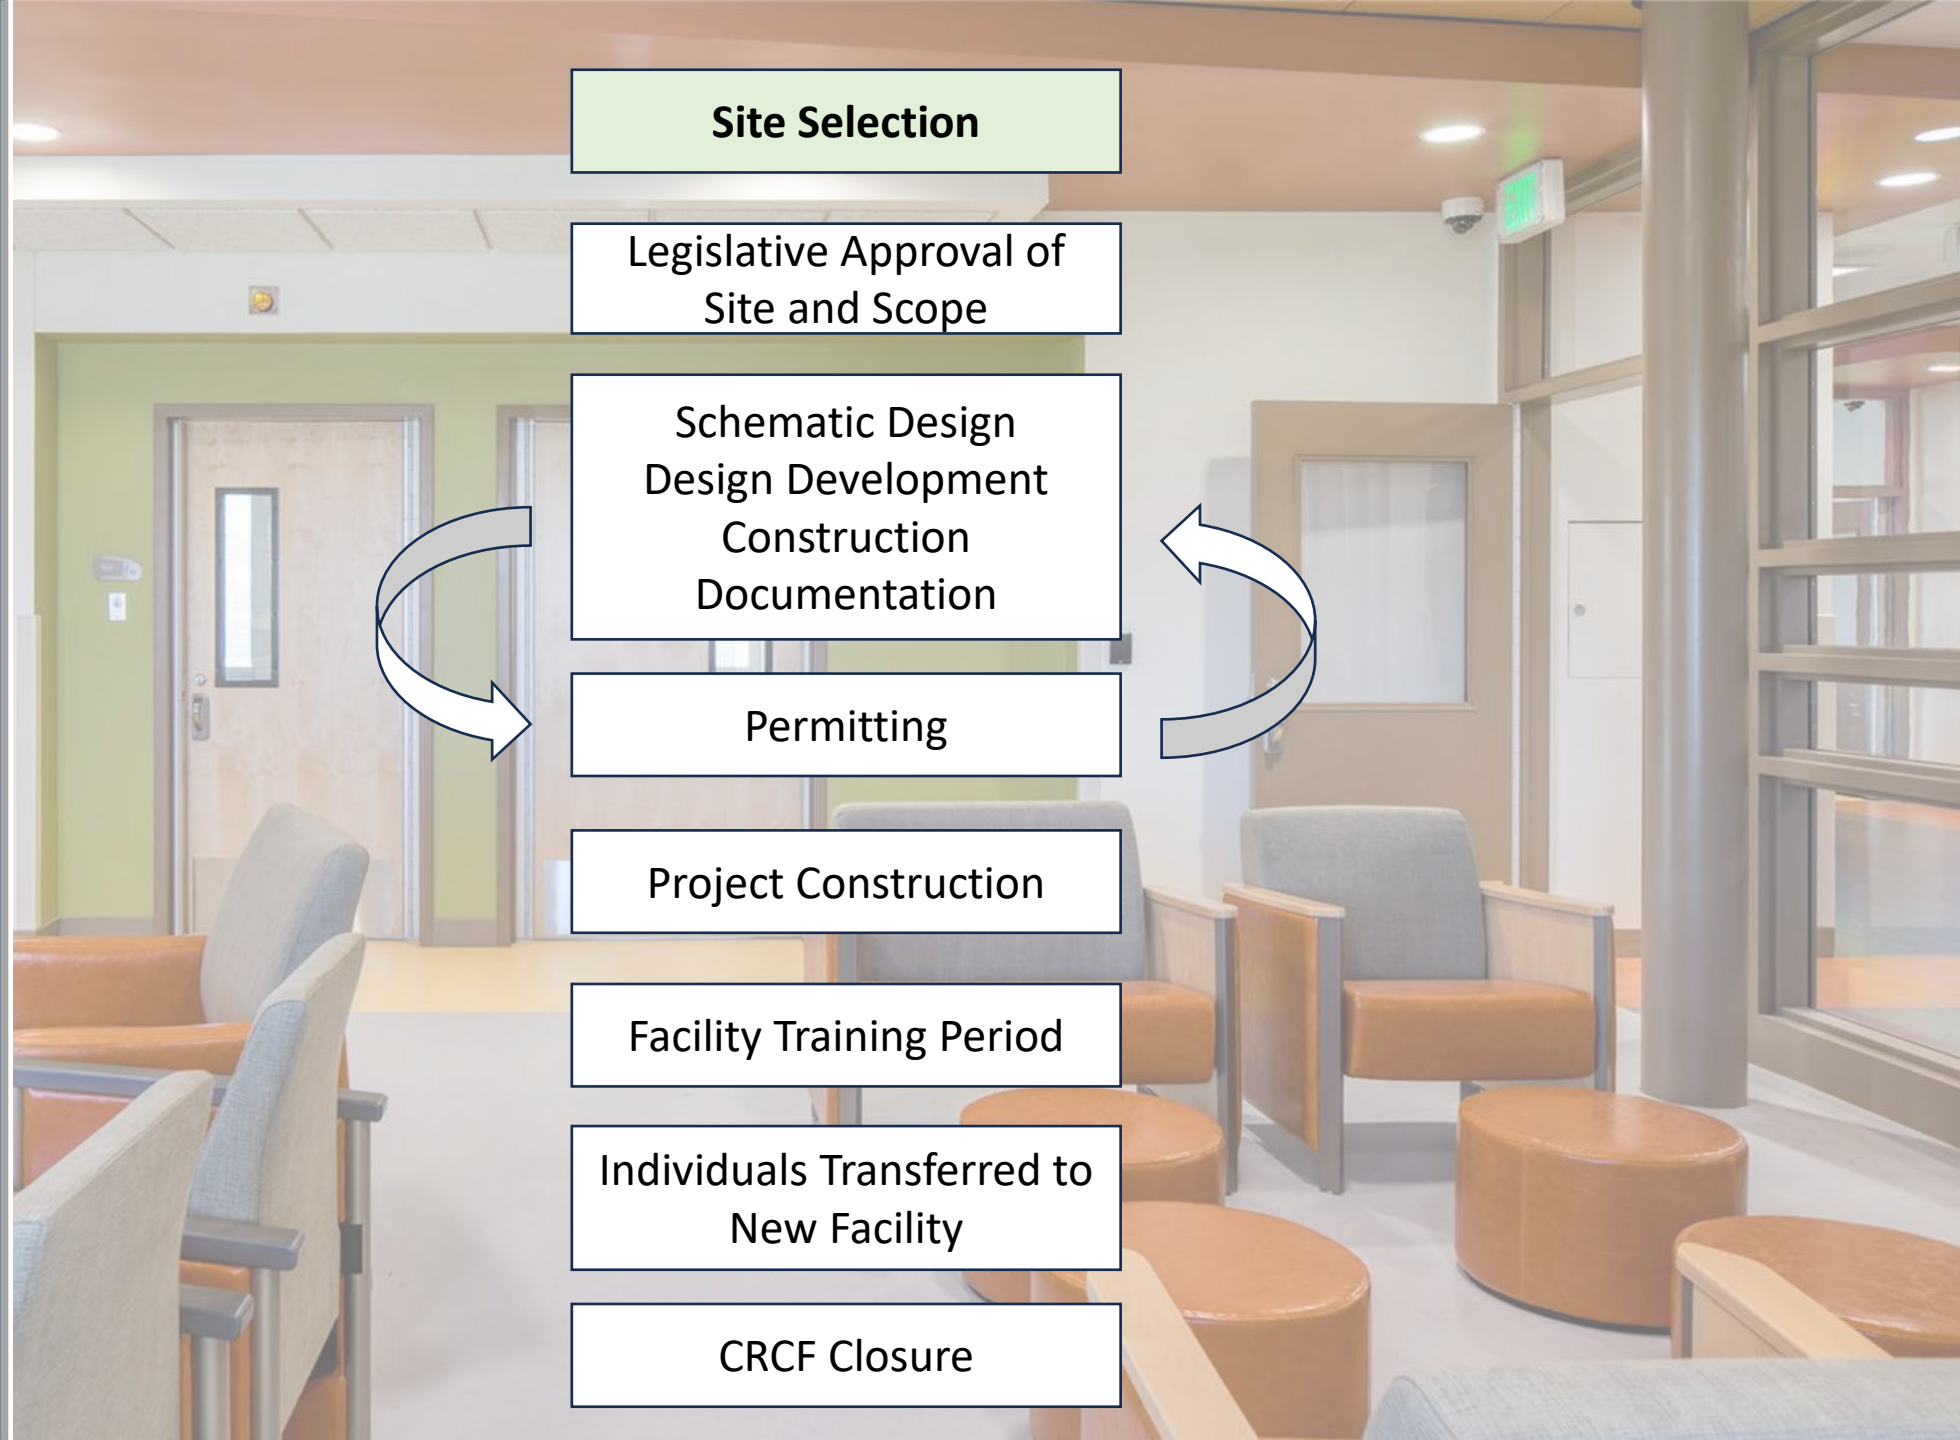 Site Selection
Legislative Approval of
Site and Scope
Schematic Design
Design Development
Construction
Documentation
Permitting
Project Construction
Facility Training Period
Individuals Transferred to
New Facility
CRCF Closure
EXIT